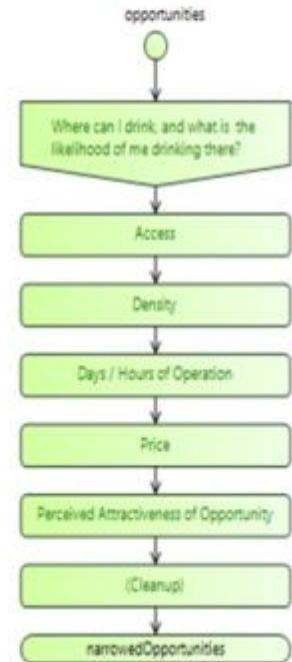 opportunities
Where can I drink, and what is the
likelihood of me drinking there?
Access
Density
Days / Hours of Operation
Price
Perceived Attractiveness of Opportunity
(Cleanup)
narrowedOpportunities